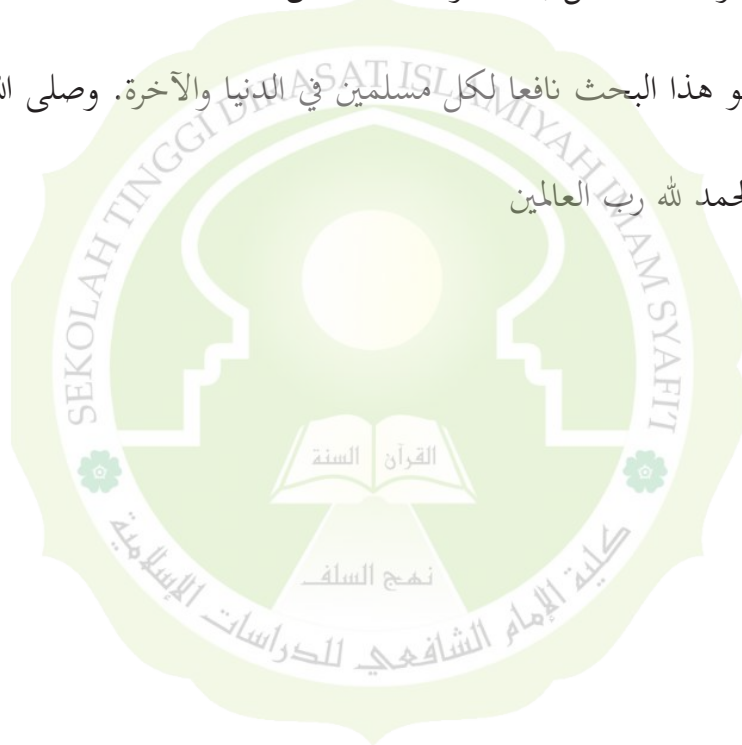 هذا البحث نافعا لكل مسلمين في الدنيا والآخرة. وصلى
لله رب العالمين
SEKOLAH TINGGI DIRASAT ISLAMIYAH IMAM SYAFI'I
القرآن السنة
نهج السلف
كلية الإمام الشافعي للدراسات الإسلامية